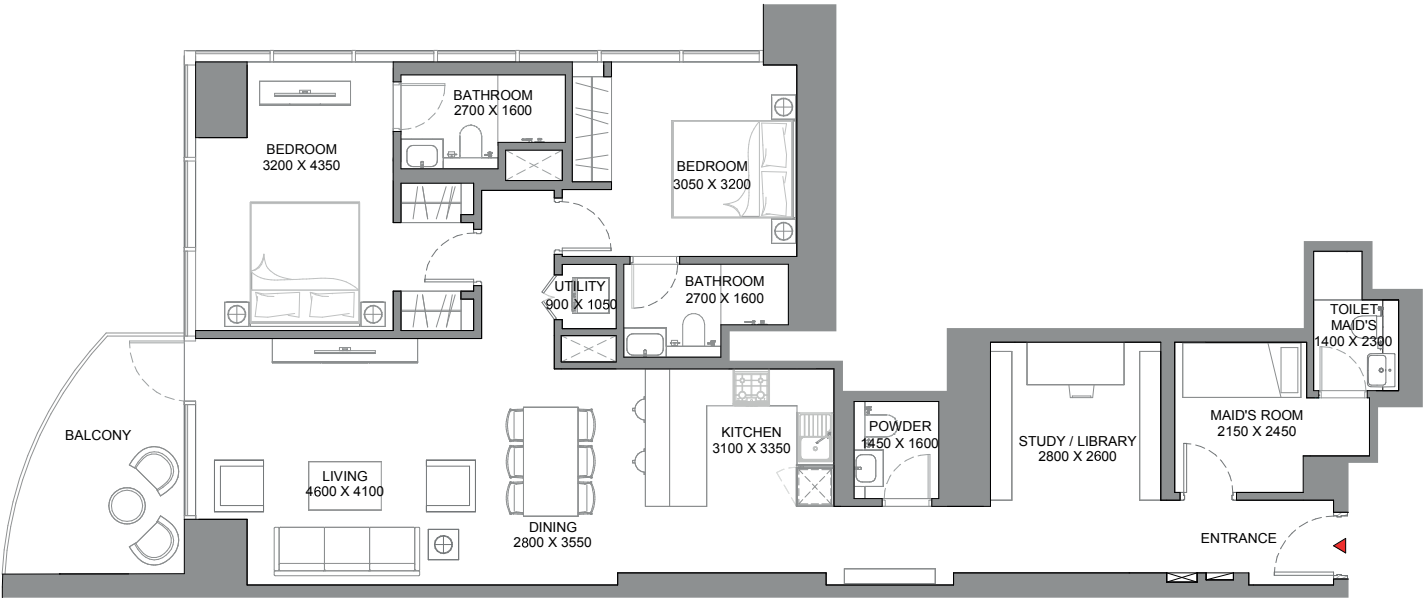 BATHROOM
2700 X 1600
BEDROOM
3200 X 4350
BEDROOM
3050 X 3200
UTILITY
900 X 1050
BATHROOM
2700 X 1600
TOILET
MAID'S
1400 X 2300
BALCONY
LIVING
4600 X 4100
DINING
2800 X 3550
KITCHEN
3100 X 3350
POWDER
1450 X 1600
STUDY / LIBRARY
2800 X 2600
MAID'S ROOM
2150 X 2450
ENTRANCE